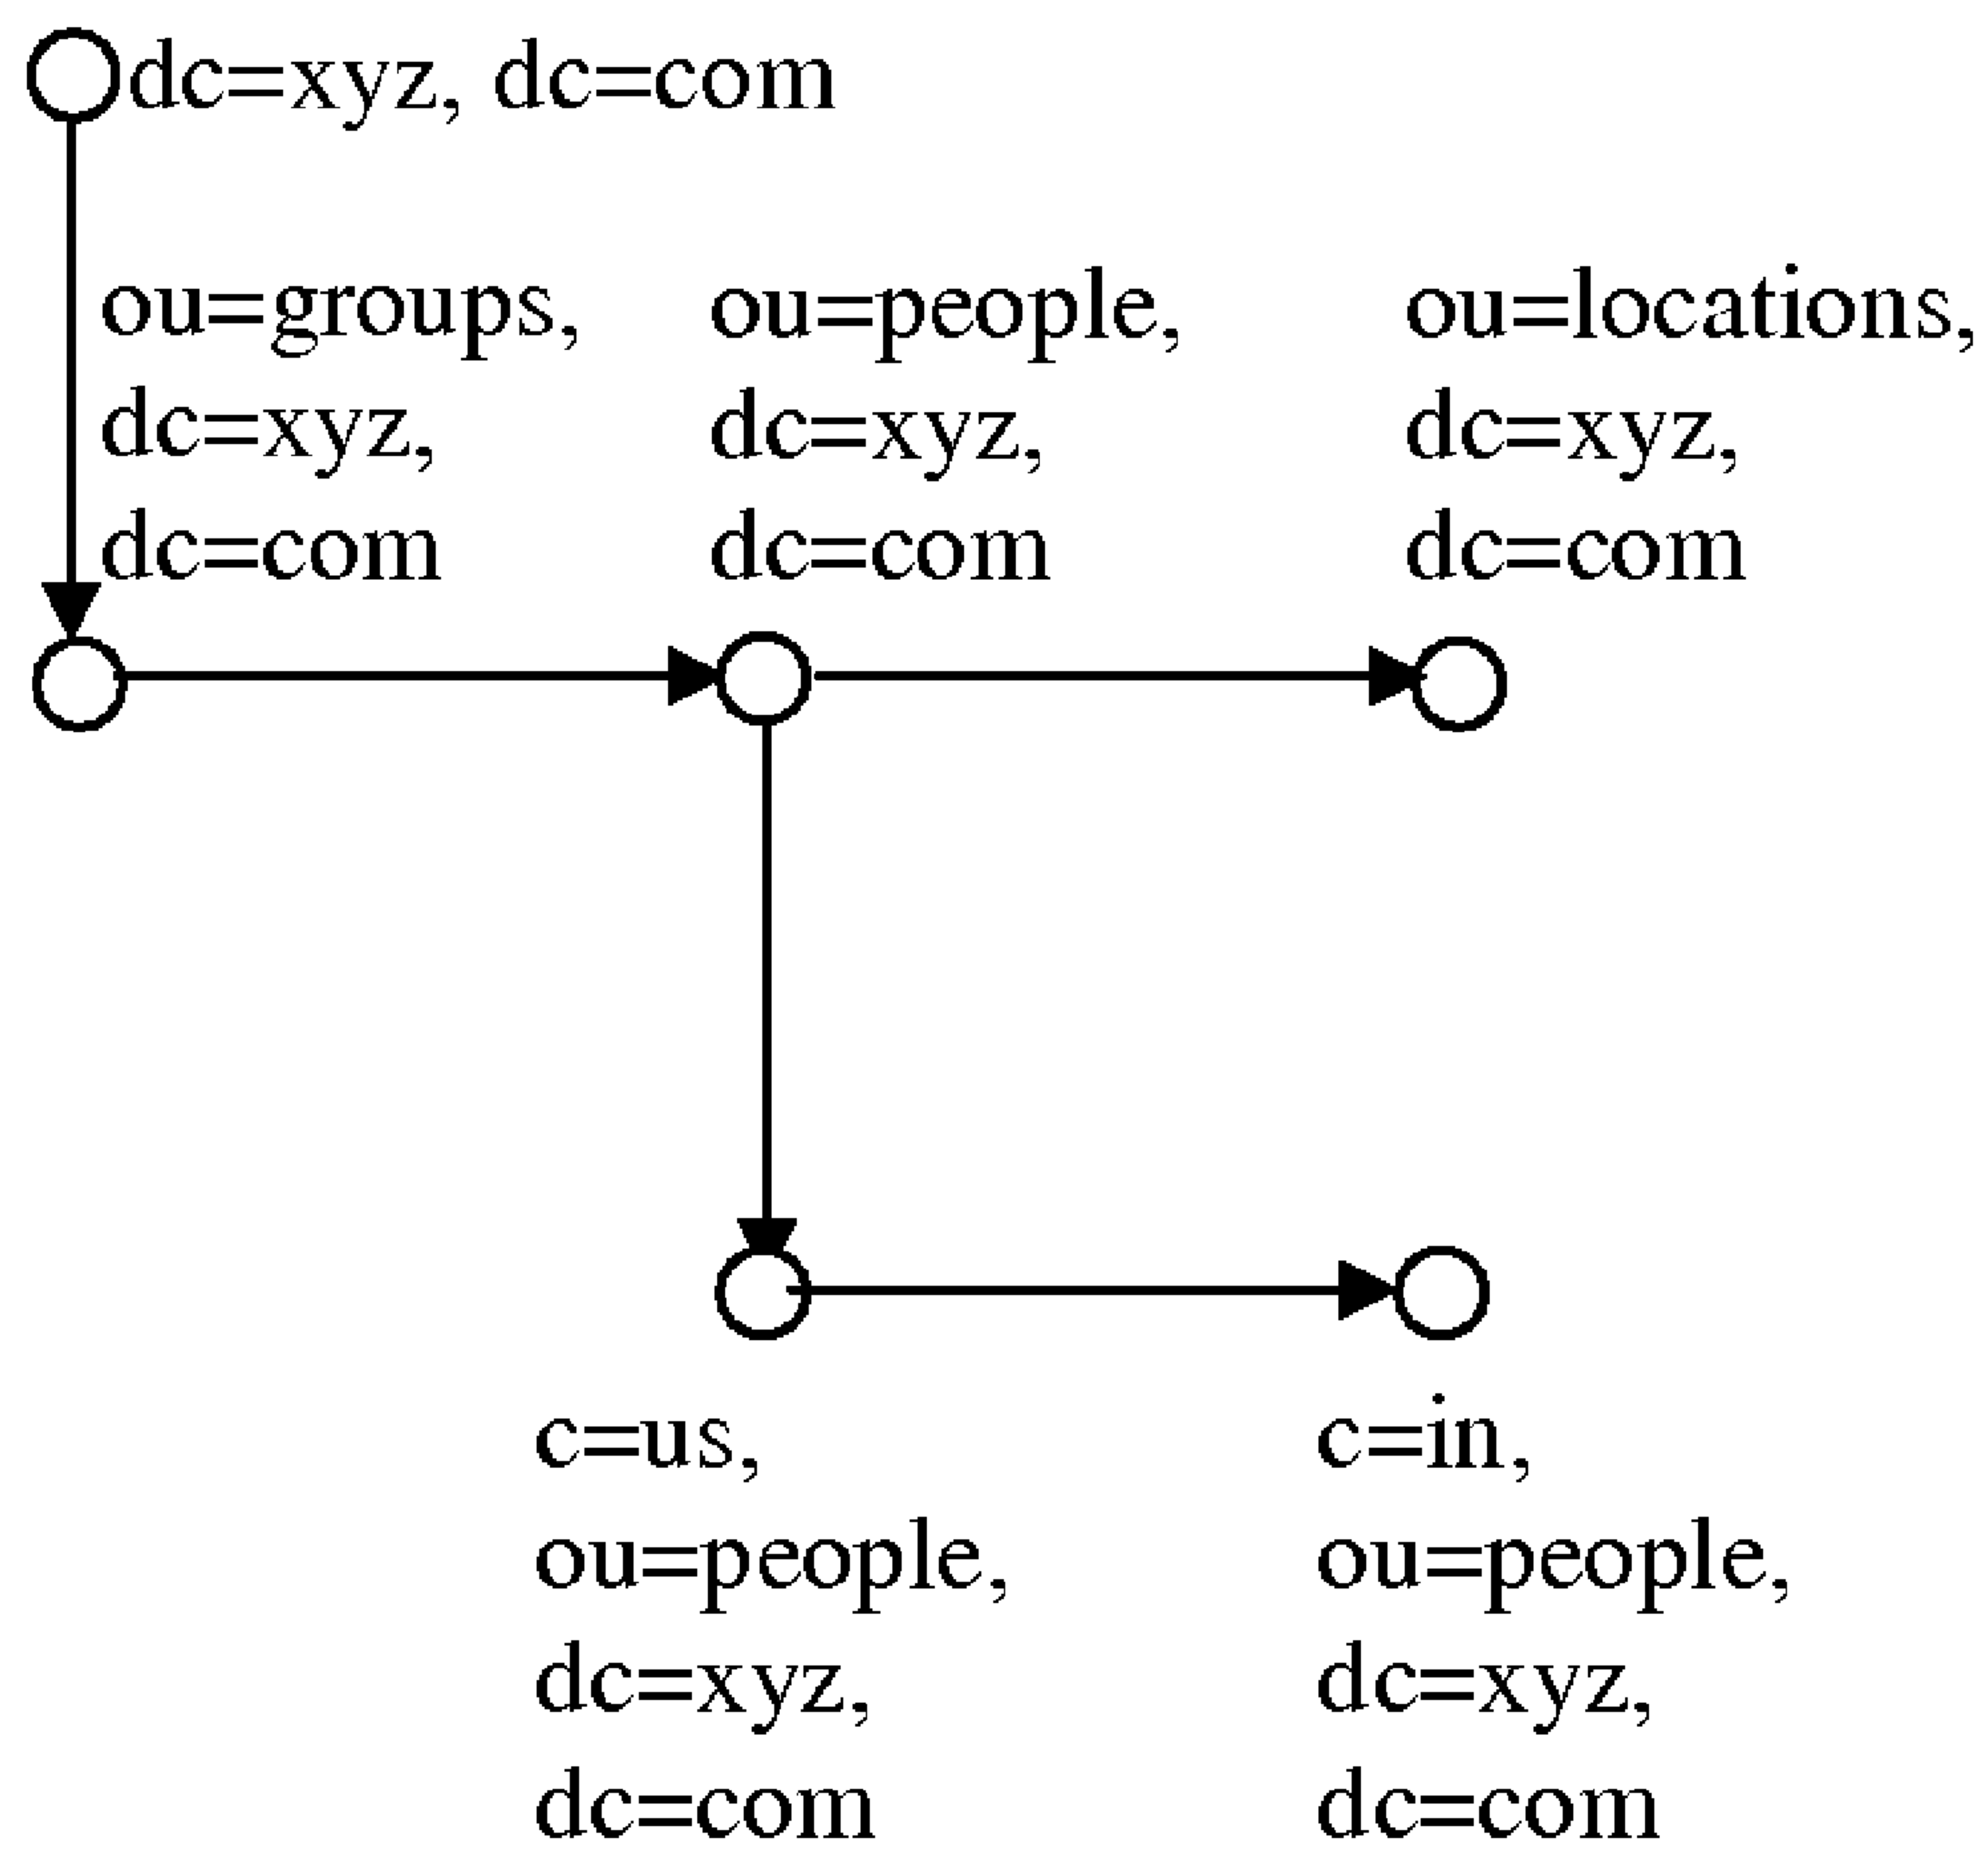 dc=xyz, dc=com
ou=groups,
dc=xyz,
dc=com
ou=people,
dc=xyz,
dc=com
ou=locations,
dc=xyz,
dc=com
c=us,
ou=people,
dc=xyz,
dc=com
c=in,
ou=people,
dc=xyz,
dc=com